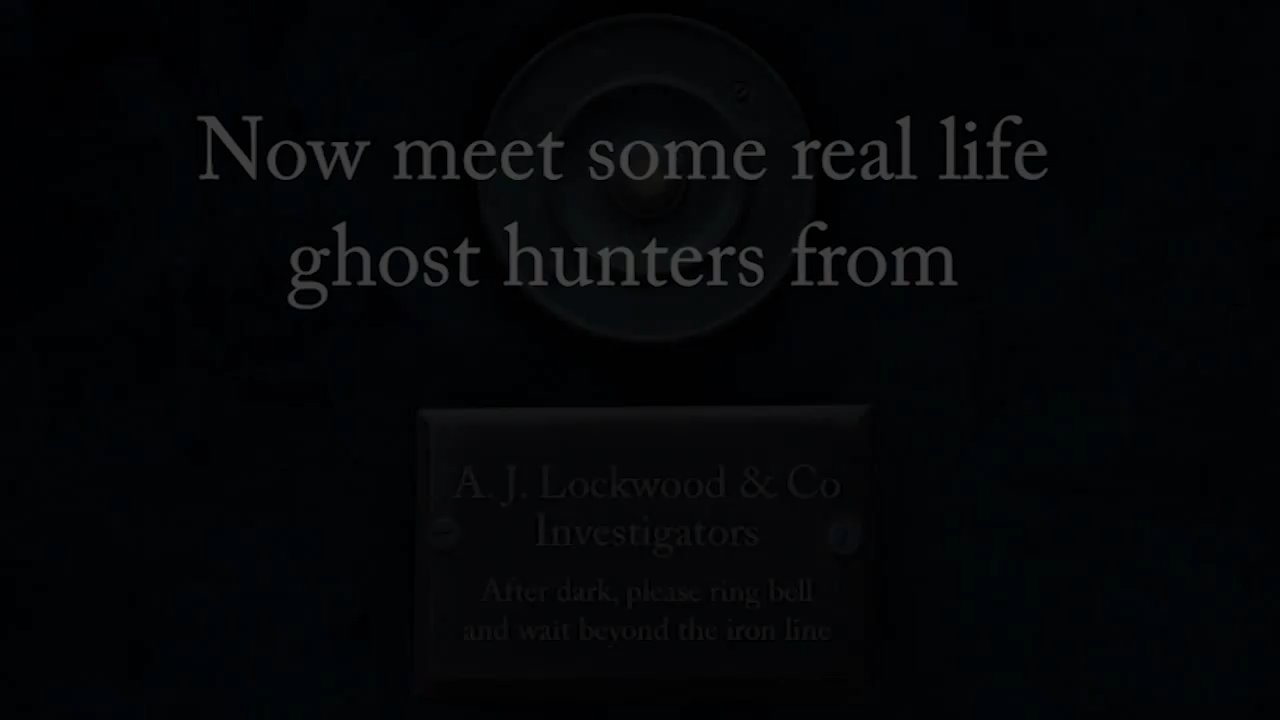 Now meet some real life
ghost hunters from
A. J. Lockwood & Co
Investigators
After dark, please ring bell
and wait beyond the iron line